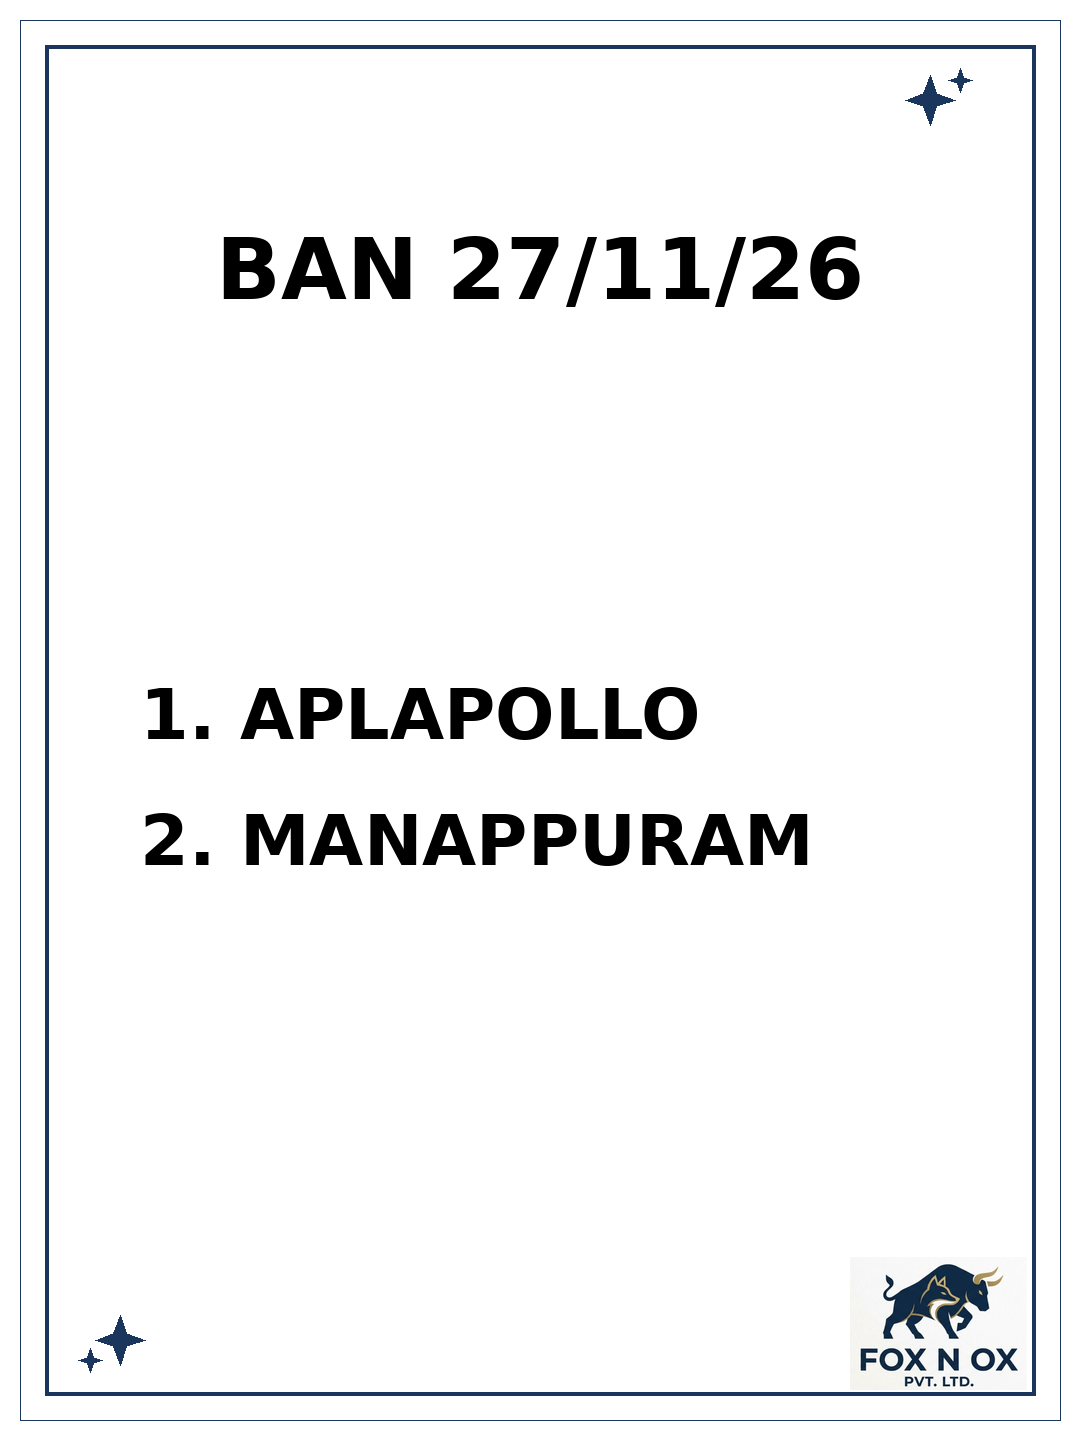 BAN 27/11/26
1. APLAPOLLO
2. MANAPPURAM
FOX N OX
PVT. LTD.